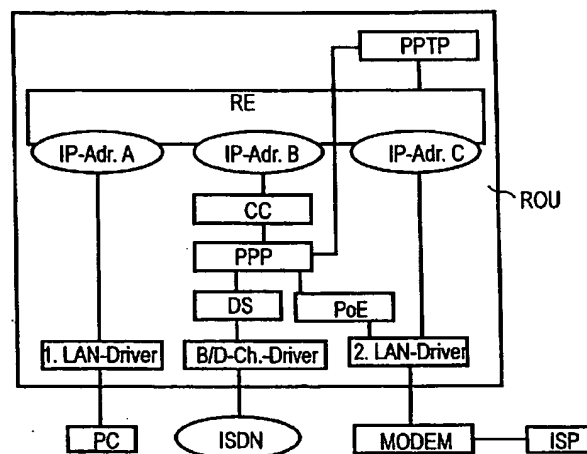 PPTP
RE
IP-Adr. A
IP-Adr. B
IP-Adr. C
ROU
CC
PPP
DS
PoE
1. LAN-Driver
B/D-Ch.-Driver
2. LAN-Driver
PC
ISDN
MODEM
ISP